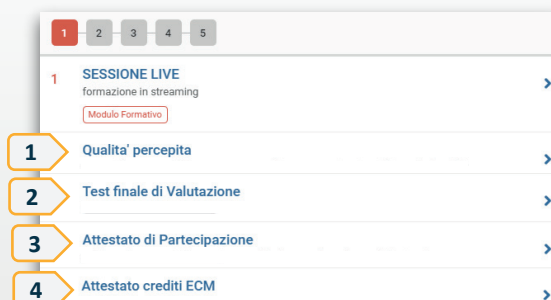 1 2 3 4 5
1 SESSIONE LIVE
formazione in streaming
Modulo Formativo
1 Qualita' percepita
2 Test finale di Valutazione
3 Attestato di Partecipazione
4 Attestato crediti ECM